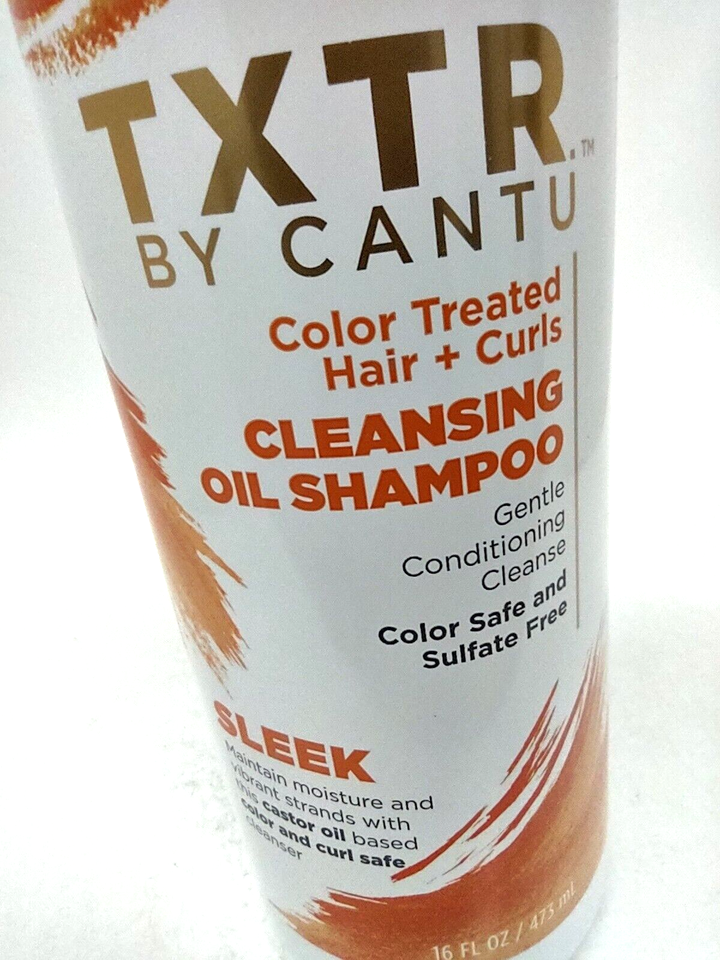 TXTR.™
BY CANTU
Color Treated
Hair + Curls
CLEANSING
OIL SHAMPOO
Gentle
Conditioning
Cleanse
Color Safe and
Sulfate Free
SLEEK
Maintain moisture and
vibrant strands with
this castor oil based
color and curl safe
cleanser
16 FL OZ / 473 mL